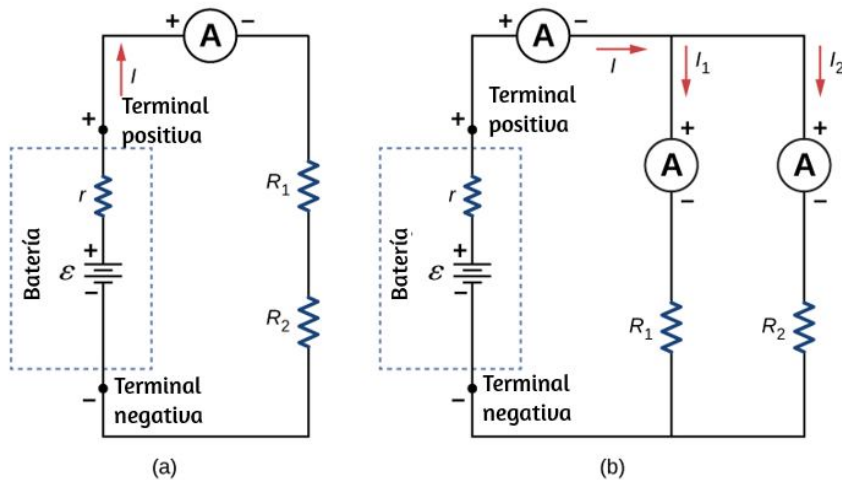 + A −
I
+ Terminal
positiva
r
R1
Batería
+
ε
−
R2
Terminal
− negativa
(a)
+ A −
I
I1
I2
Terminal
+ positiva
+
A
−
+
A
−
r
Batería
+
ε
−
R1
R2
Terminal
− negativa
(b)